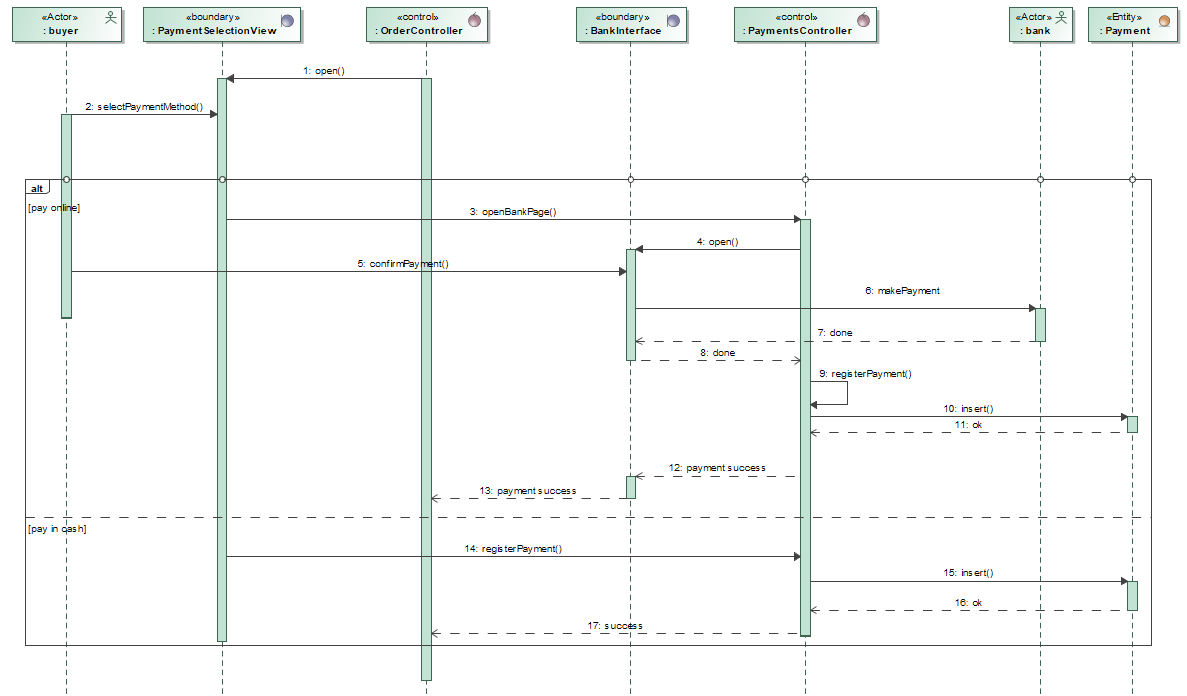 «Actor»
: buyer
«boundary»
: PaymentSelectionView
«control»
: OrderController
«boundary»
: BankInterface
«control»
: PaymentsController
«Actor»
: bank
«Entity»
: Payment
1: open()
2: selectPaymentMethod()
alt
[pay online]
3: openBankPage()
4: open()
5: confirmPayment()
6: makePayment
7: done
8: done
9: registerPayment()
10: insert()
11: ok
12: payment success
13: payment success
[pay in cash]
14: registerPayment()
15: insert()
16: ok
17: success